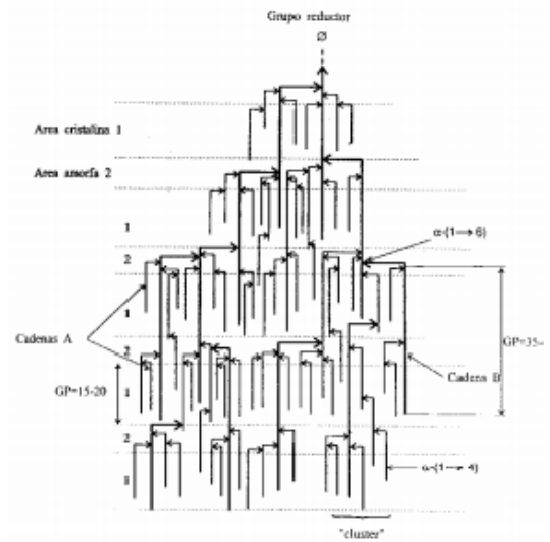 Grupo reductor
Ø
Area cristalina 1
Area amorfa 2
1
α-(1→6)
2
1
Cadenas A
GP=35-
2
Cadena B
GP=15-20
1
2
α-(1→4)
1
"cluster"